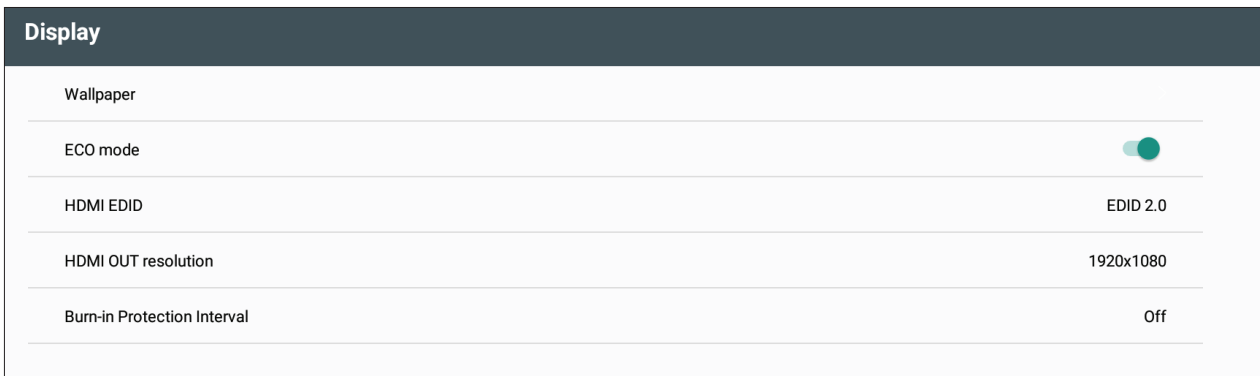 Display
Wallpaper
ECO mode
HDMI EDID EDID 2.0
HDMI OUT resolution 1920x1080
Burn-in Protection Interval Off